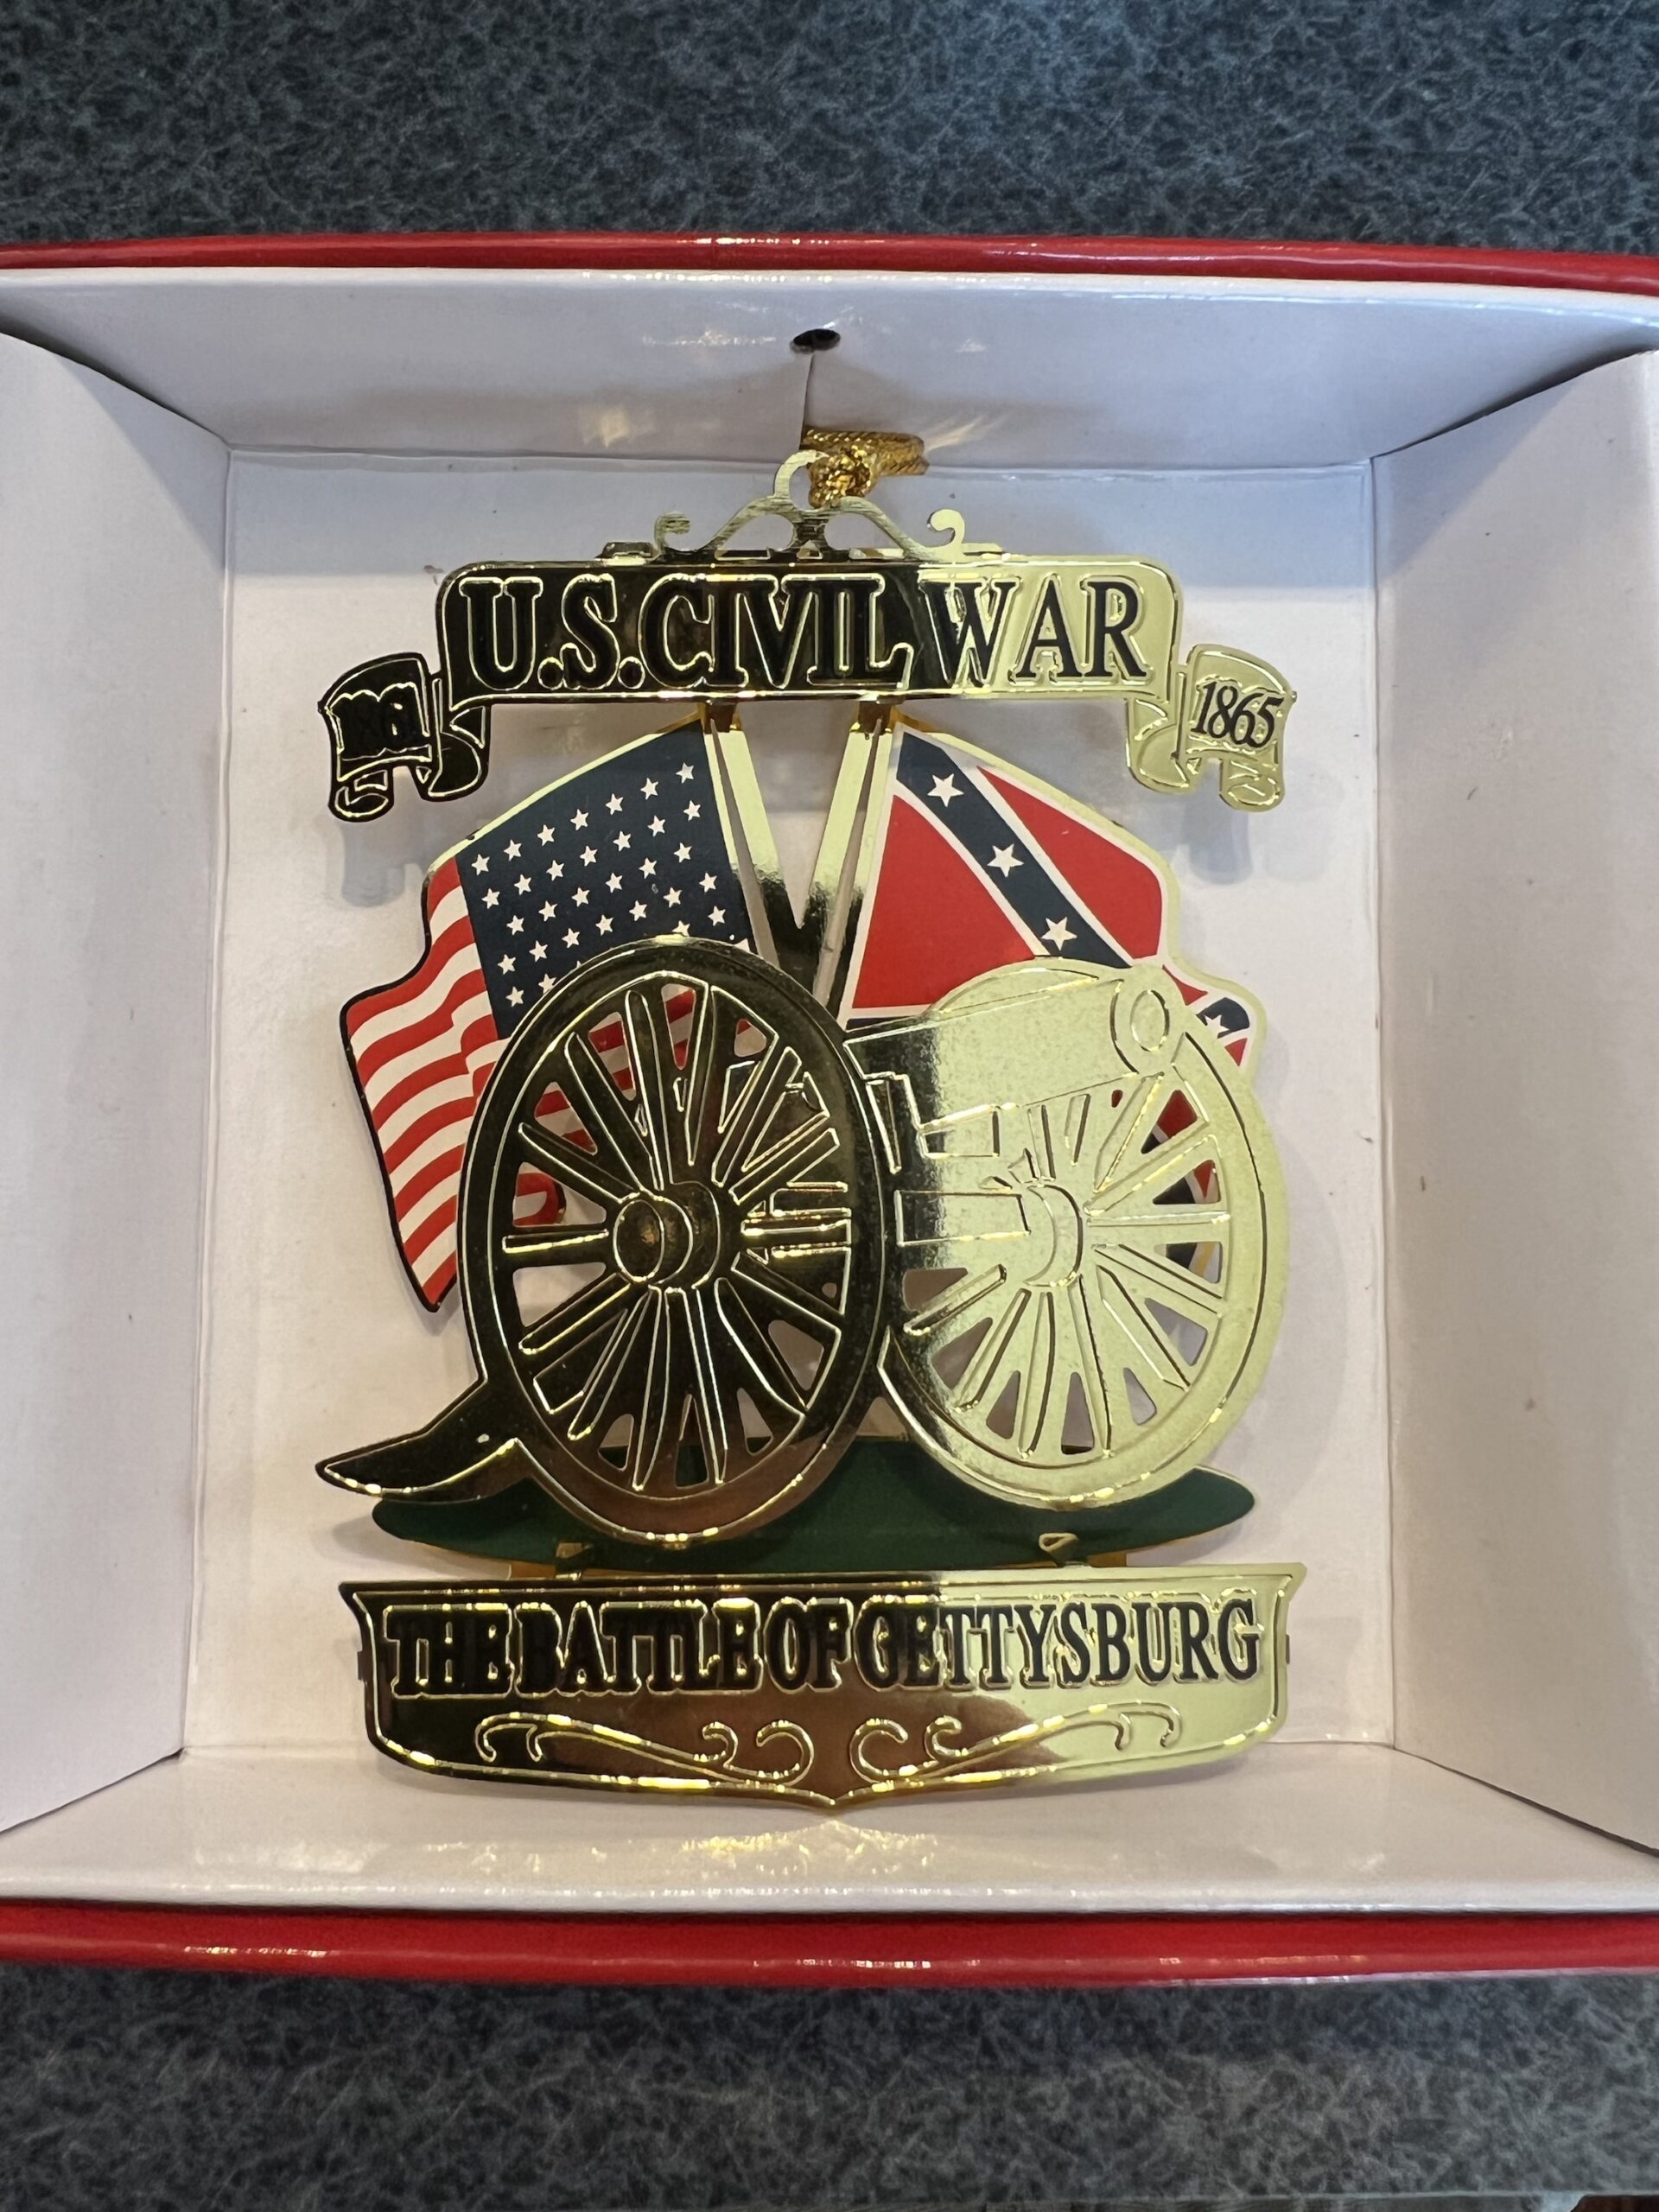 U.S. CIVIL WAR
1861
1865
THE BATTLE OF GETTYSBURG